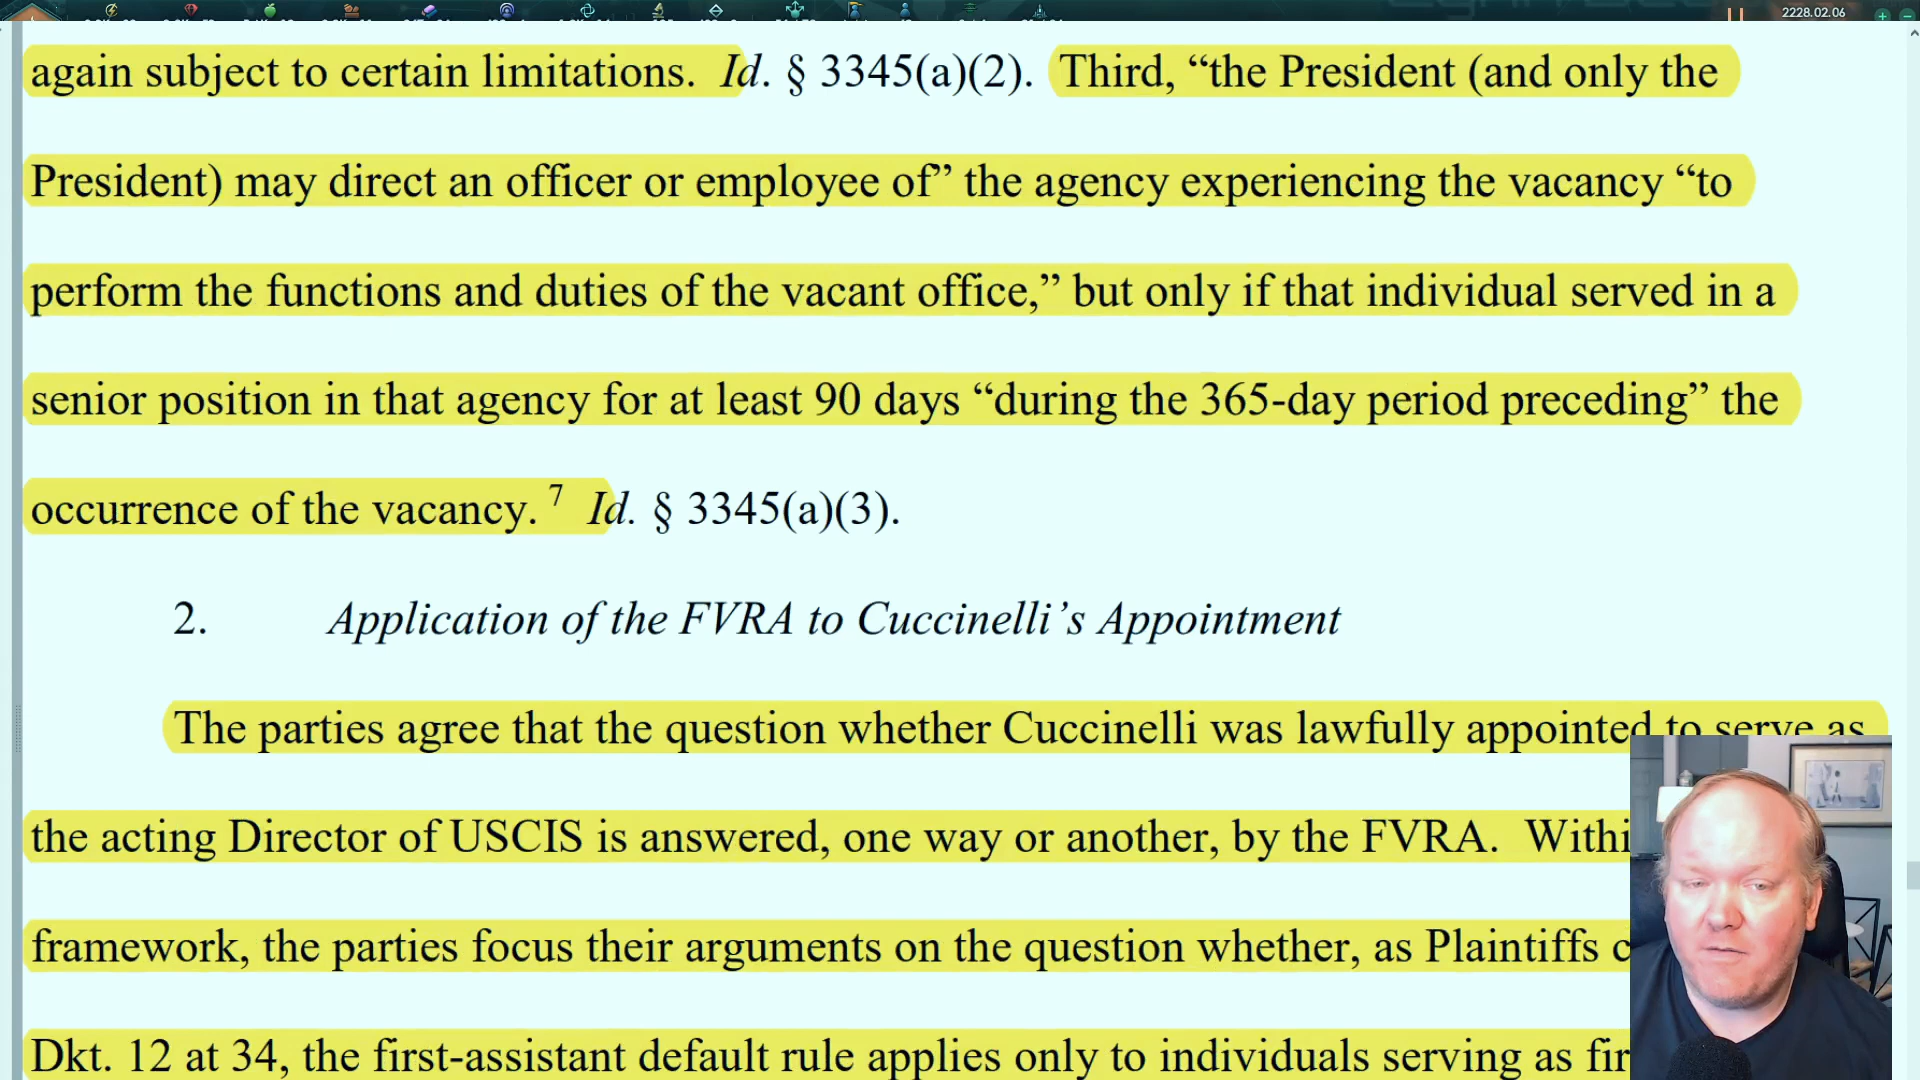 2228.02.06
again subject to certain limitations. Id. § 3345(a)(2). Third, “the President (and only the
President) may direct an officer or employee of” the agency experiencing the vacancy “to
perform the functions and duties of the vacant office,” but only if that individual served in a
senior position in that agency for at least 90 days “during the 365-day period preceding” the
occurrence of the vacancy. 7 Id. § 3345(a)(3).
2. Application of the FVRA to Cuccinelli’s Appointment
The parties agree that the question whether Cuccinelli was lawfully appointed to serve as
the acting Director of USCIS is answered, one way or another, by the FVRA. Withi
framework, the parties focus their arguments on the question whether, as Plaintiffs c
Dkt. 12 at 34, the first-assistant default rule applies only to individuals serving as fir